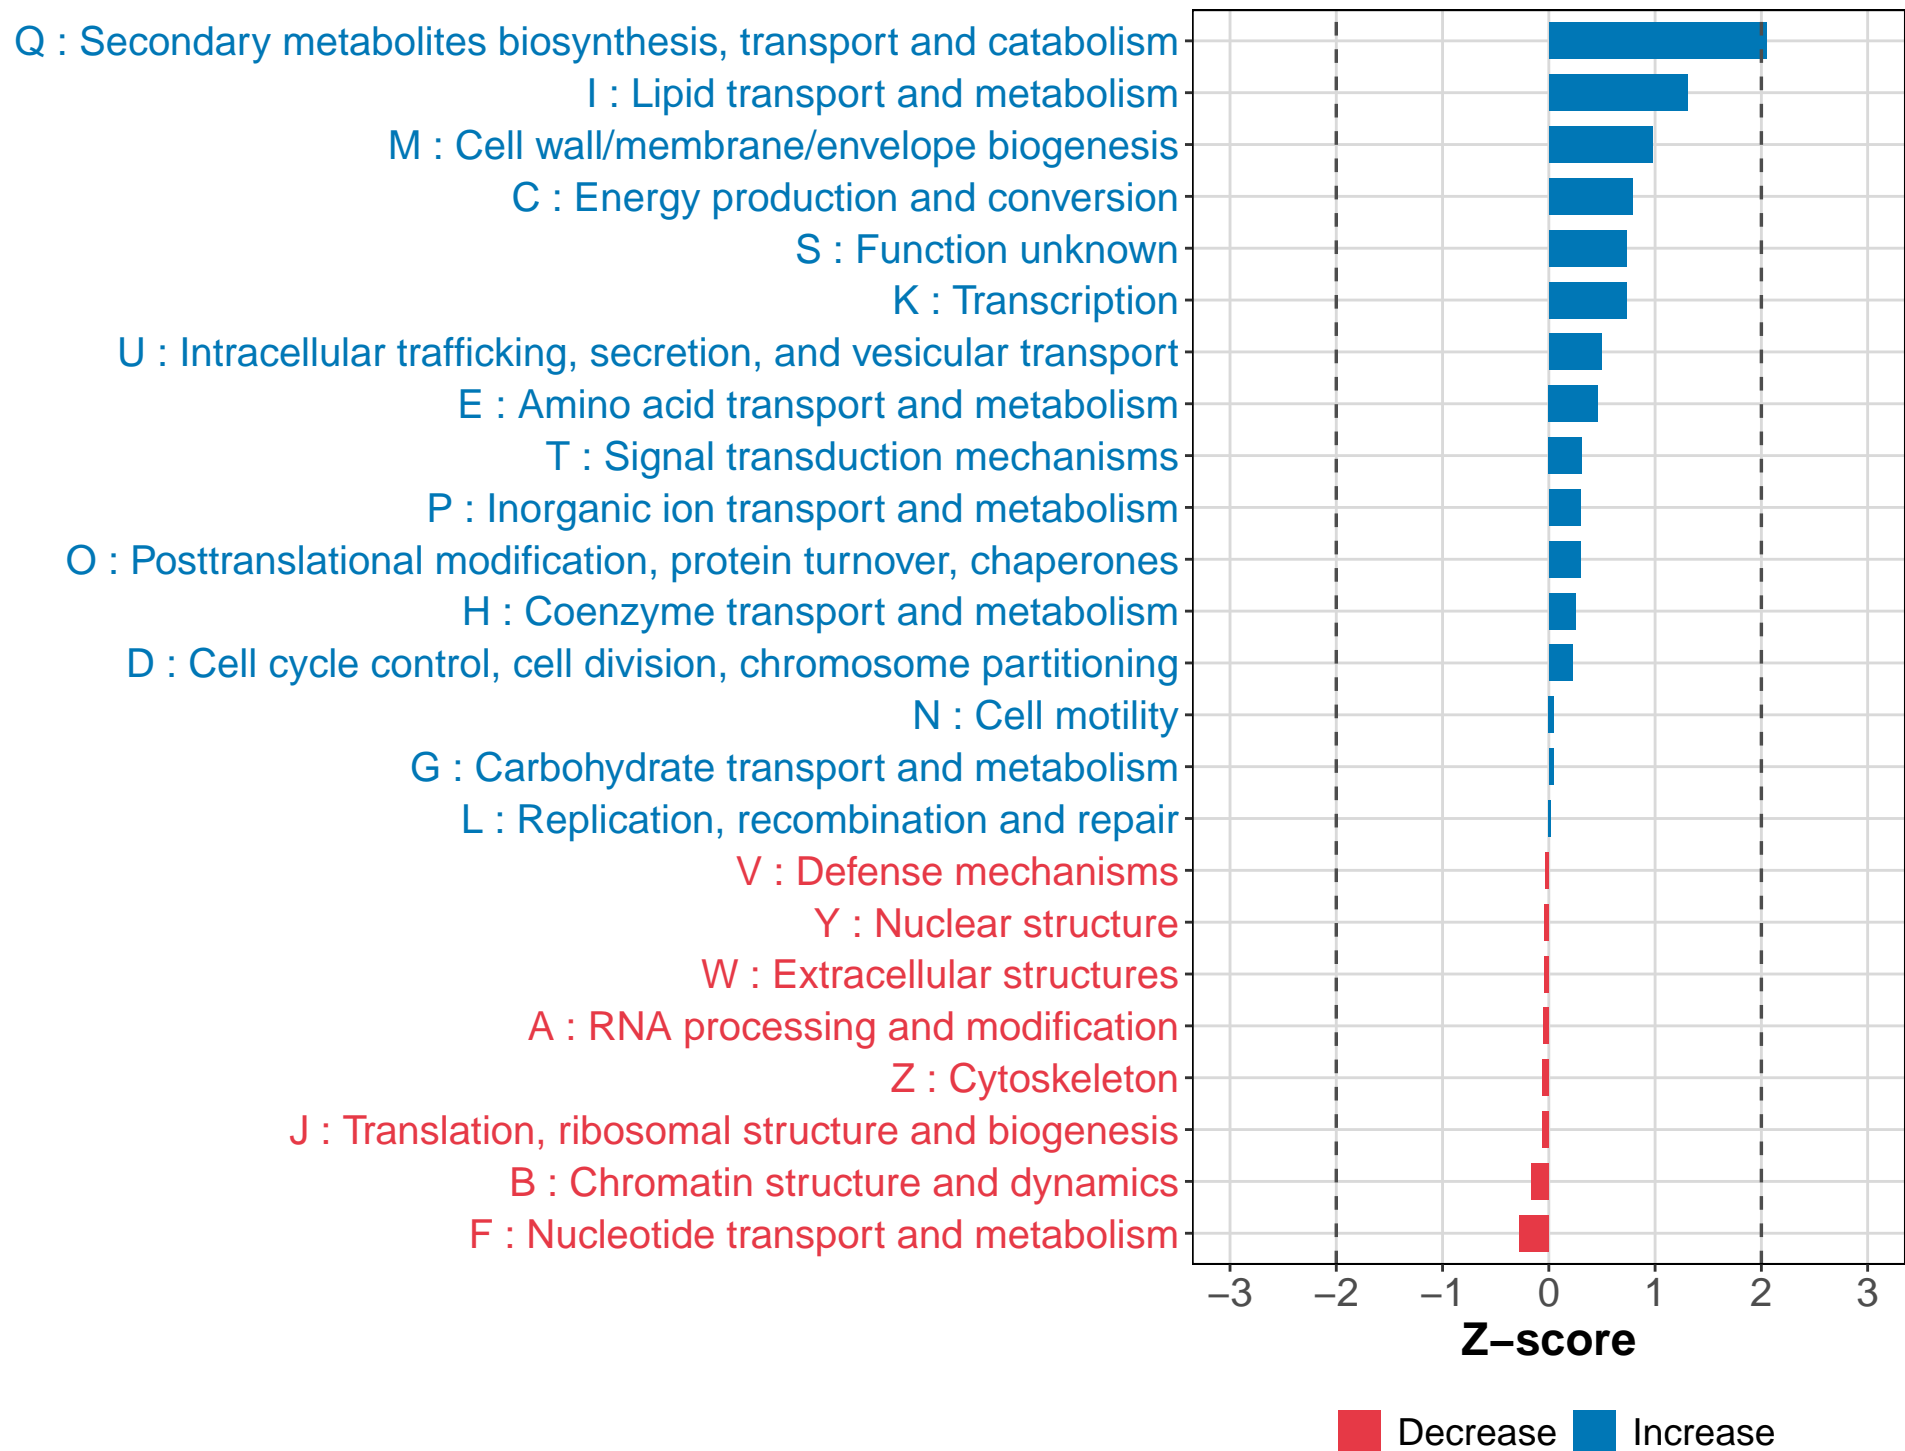 Q : Secondary metabolites biosynthesis, transport and catabolism
I : Lipid transport and metabolism
M : Cell wall/membrane/envelope biogenesis
C : Energy production and conversion
S : Function unknown
K : Transcription
U : Intracellular trafficking, secretion, and vesicular transport
E : Amino acid transport and metabolism
T : Signal transduction mechanisms
P : Inorganic ion transport and metabolism
O : Posttranslational modification, protein turnover, chaperones
H : Coenzyme transport and metabolism
D : Cell cycle control, cell division, chromosome partitioning
N : Cell motility
G : Carbohydrate transport and metabolism
L : Replication, recombination and repair
V : Defense mechanisms
Y : Nuclear structure
W : Extracellular structures
A : RNA processing and modification
Z : Cytoskeleton
J : Translation, ribosomal structure and biogenesis
B : Chromatin structure and dynamics
F : Nucleotide transport and metabolism
−3 −2 −1 0 1 2 3
Z−score
Decrease Increase